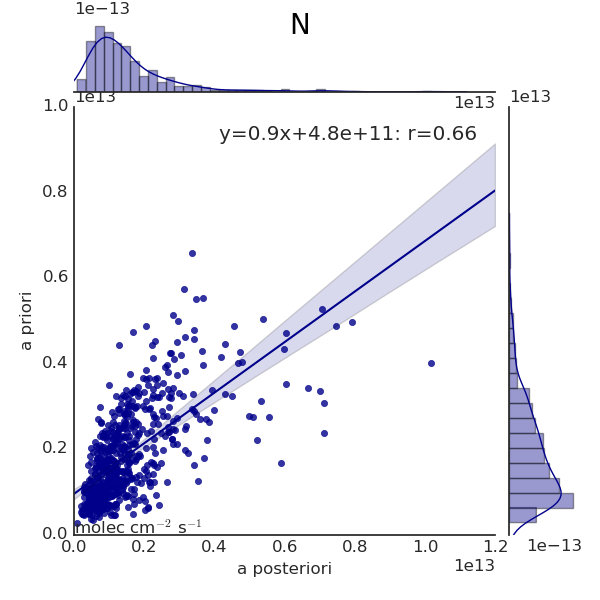 1e−13
N
1e13
1e13
1e13
y=0.9x+4.8e+11: r=0.66
1.0
0.8
0.6
0.4
0.2
0.0
a priori
molec cm⁻² s⁻¹
0.0 0.2 0.4 0.6 0.8 1.0 1.2
1e−13
a posteriori
1e13